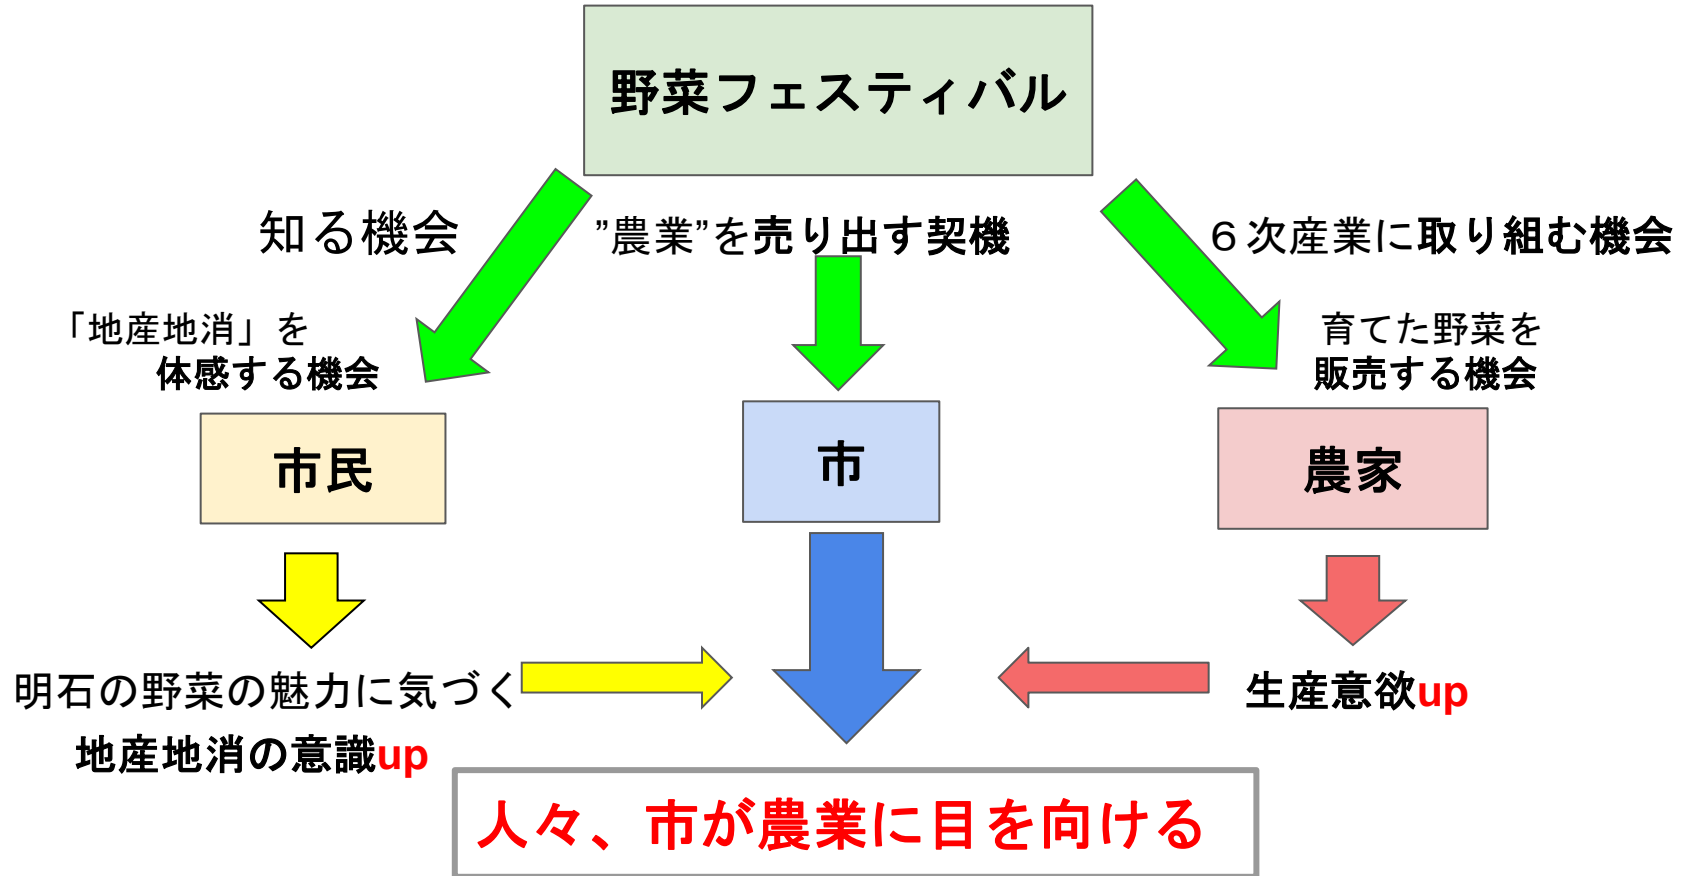 野菜フェスティバル
知る機会
”農業”を売り出す契機
６次産業に取り組む機会
「地産地消」を
体感する機会
育てた野菜を
販売する機会
市民
市
農家
明石の野菜の魅力に気づく
地産地消の意識up
生産意欲up
人々、市が農業に目を向ける